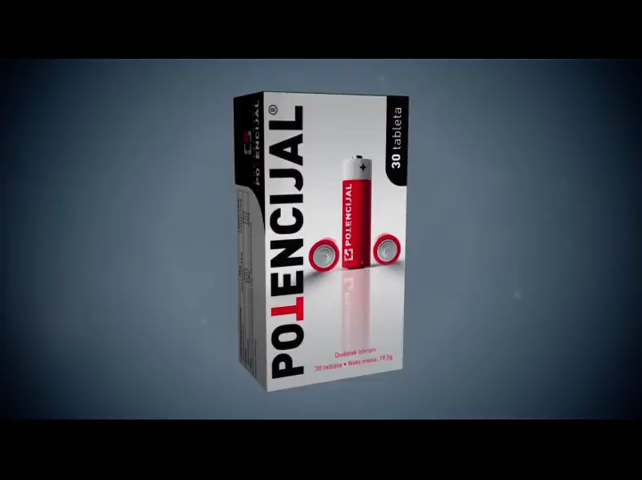 POTENCIJAL®
30 tableta
POTENCIJAL
Dodatak ishrani
30 tableta • Neto masa: 19,5g
POTENCIJAL